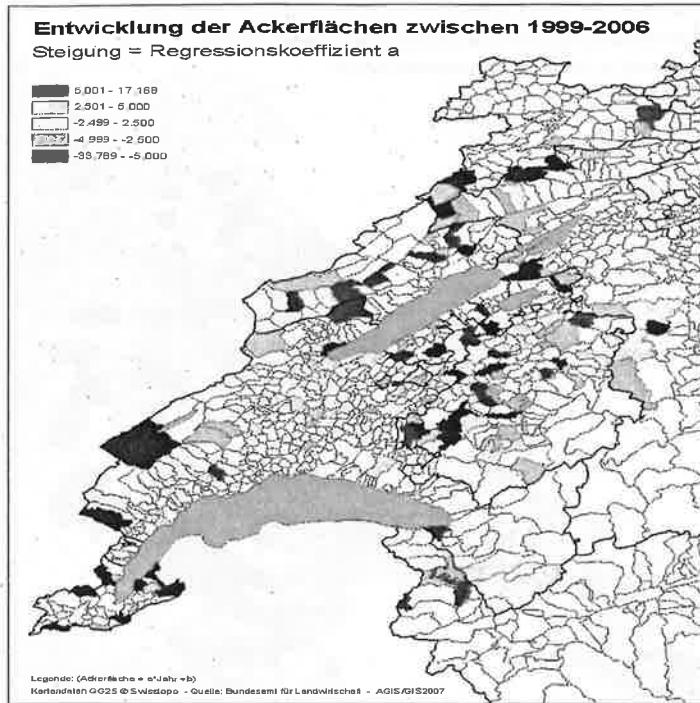 Entwicklung der Ackerflächen zwischen 1999-2006
Steigung = Regressionskoeffizient a
5,001 - 17,169
2.501 - 5.000
-2.499 - 2.500
-4.999 - -2.500
-33,789 - -5,000
Legende: (Ackerfläche = a*Jahr +b)
Kartendaten GG25 © Swisstopo - Quelle: Bundesamt für Landwirtschaft - AGIS/GIS2007